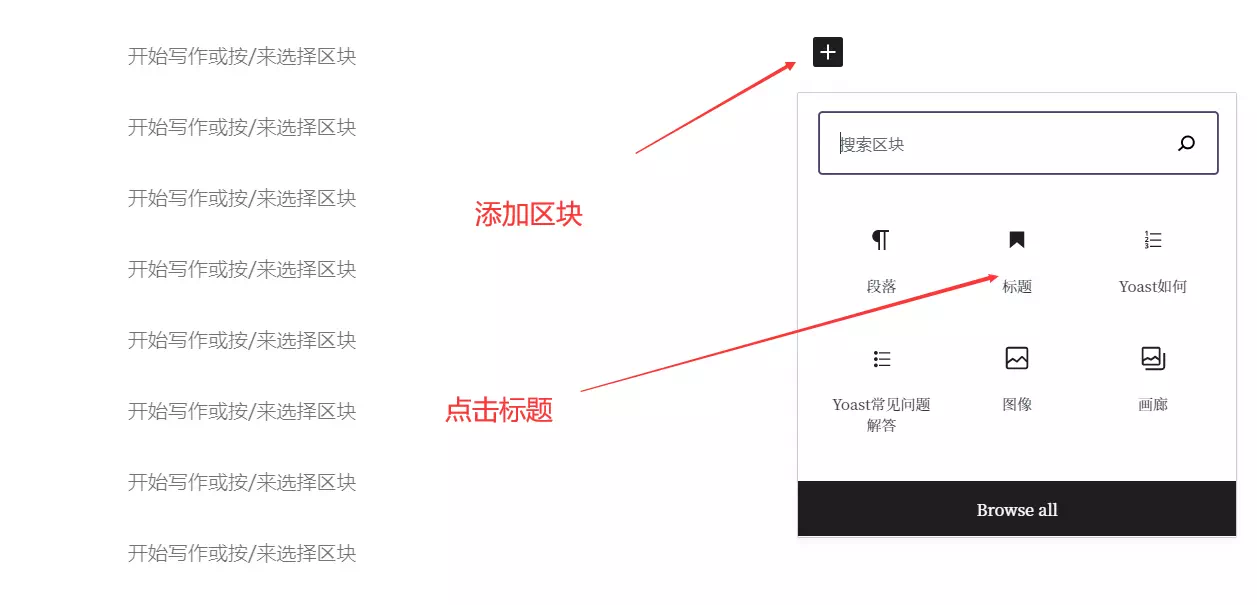 开始写作或按/来选择区块
开始写作或按/来选择区块
开始写作或按/来选择区块
开始写作或按/来选择区块
开始写作或按/来选择区块
开始写作或按/来选择区块
开始写作或按/来选择区块
开始写作或按/来选择区块
添加区块
点击标题
搜索区块
段落
标题
Yoast如何
Yoast常见问题
解答
图像
画廊
Browse all